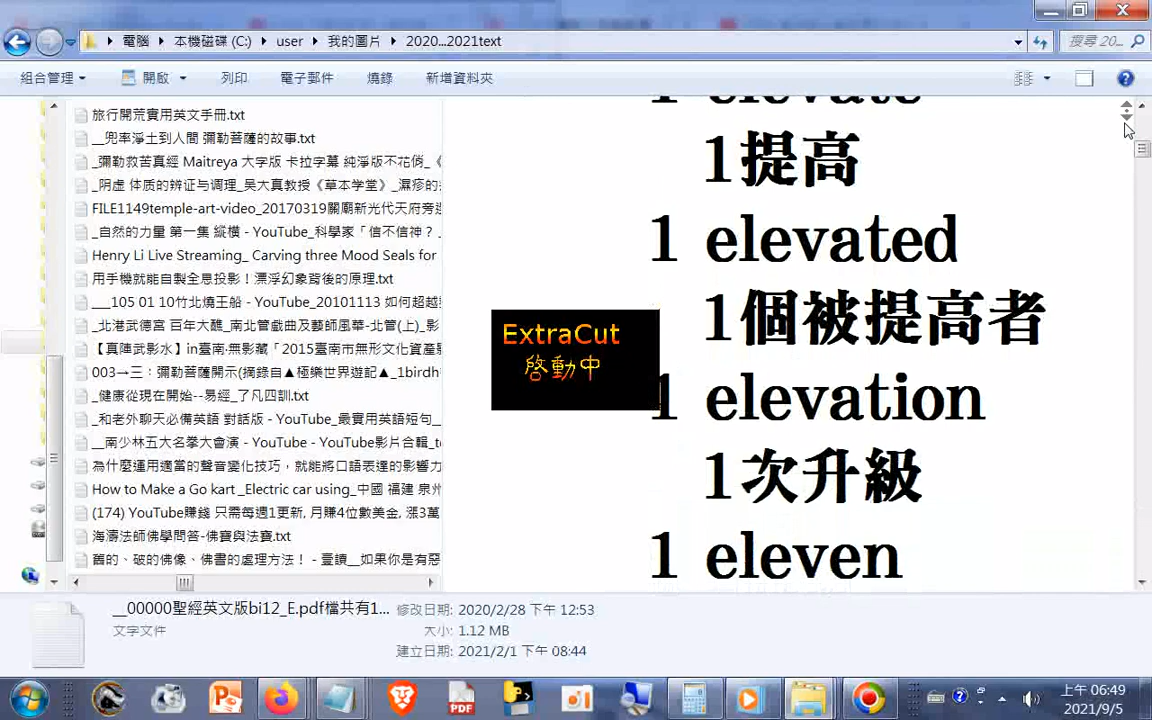 電腦 ▸ 本機磁碟 (C:) ▸ user ▸ 我的圖片 ▸ 2020...2021text
搜尋 20...
組合管理 開啟 列印 電子郵件 燒錄 新增資料夾
旅行開荒實用英文手冊.txt
__兜率淨土到人間 彌勒菩薩的故事.txt
_彌勒救苦真經 Maitreya 大字版 卡拉字幕 純淨版不花俏_《
_阴虚 体质的辨证与调理_吴大真教授《草本学堂》_濕疹的
FILE1149temple-art-video_20170319關廟新光代天府旁
_自然的力量 第一集 縱橫 - YouTube_科學家「信不信神？」
Henry Li Live Streaming_ Carving three Mood Seals for
用手機就能自製全息投影！漂浮幻象背後的原理.txt
___105 01 10竹北燒王船 - YouTube_20101113 如何超越
_北港武德宮 百年大醮_南北管戲曲及藝師風華-北管(上)_影
【真陣武影水】in臺南·無影藏「2015臺南市無形文化資產
003→三：彌勒菩薩開示(摘錄自▲極樂世界遊記▲_1birdh
_健康從現在開始--易經_了凡四訓.txt
_和老外聊天必備英語 對話版 - YouTube_最實用英語短句_
__南少林五大名拳大會演 - YouTube - YouTube影片合輯_t
為什麼運用適當的聲音變化技巧，就能將口語表達的影響力
How to Make a Go kart _Electric car using_中國 福建 泉州
(174) YouTube賺錢 只需每週1更新, 月賺4位數美金, 漲3萬
海濤法師佛學問答-佛寶與法寶.txt
舊的、破的佛像、佛書的處理方法！ - 壹讀__如果你是有惡
1 elevate
1提高
1 elevated
1個被提高者
1 elevation
1次升級
1 eleven
ExtraCut
啓動中
__00000聖經英文版bi12_E.pdf檔共有1...
文字文件
修改日期: 2020/2/28 下午 12:53
大小: 1.12 MB
建立日期: 2021/2/1 下午 08:44
上午 06:49
2021/9/5